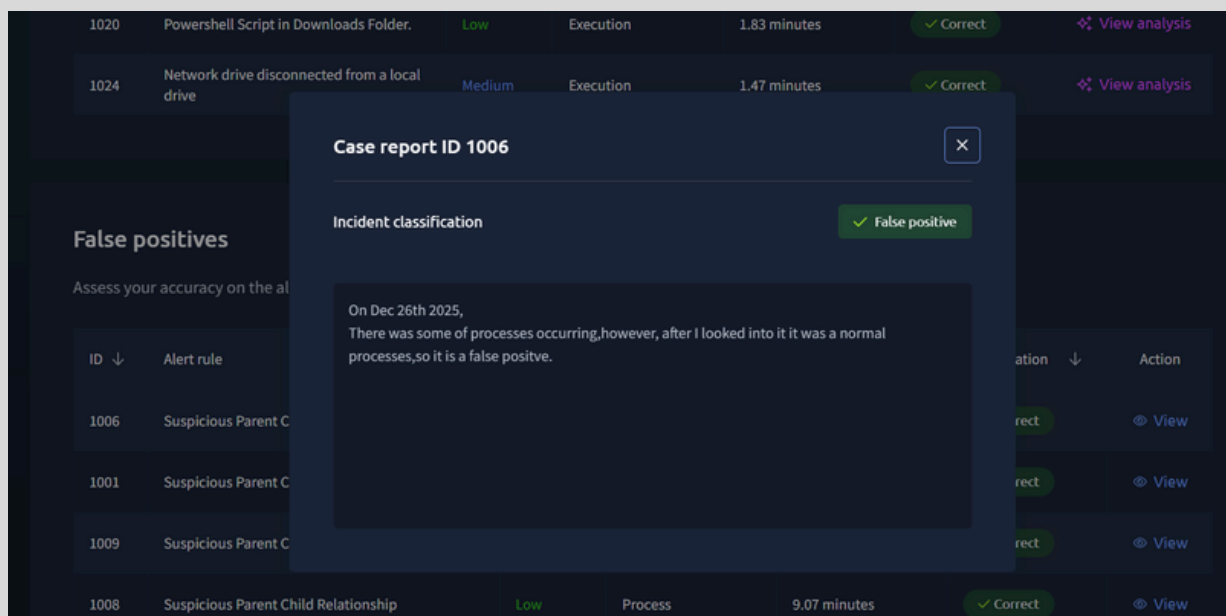 1020 Powershell Script in Downloads Folder. Low Execution 1.83 minutes Correct View analysis
Network drive disconnected from a local
1024 drive Medium Execution 1.47 minutes Correct View analysis
Case report ID 1006
Incident classification False positive
False positives
Assess your accuracy on the al
On Dec 26th 2025,
There was some of processes occurring,however, after I looked into it it was a normal
processes,so it is a false positve.
ID Alert rule ation Action
1006 Suspicious Parent C rect View
1001 Suspicious Parent C rect View
1009 Suspicious Parent C rect View
1008 Suspicious Parent Child Relationship Low Process 9.07 minutes Correct View